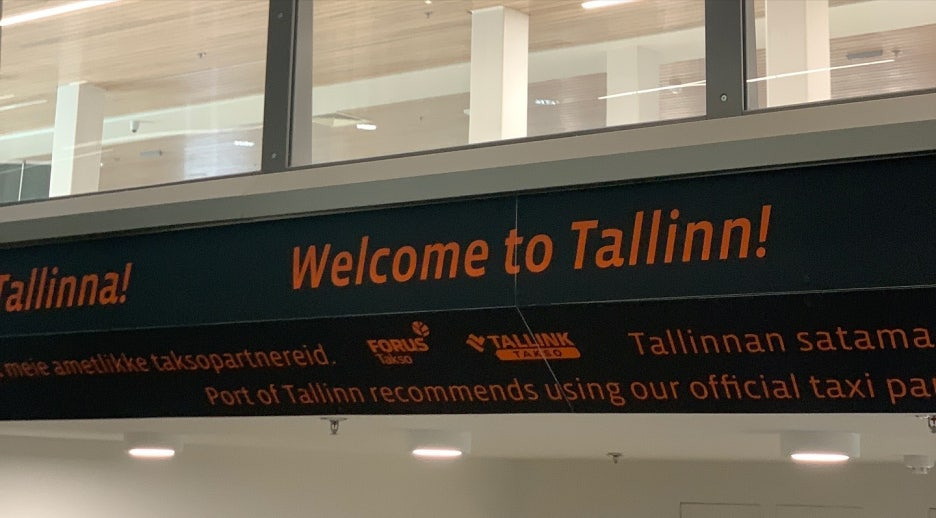 Tallinna!
Welcome to Tallinn!
meie ametlikke taksopartnereid.
FORUS
takso
TALLINK
TAKSO
Tallinnan satama
Port of Tallinn recommends using our official taxi pa